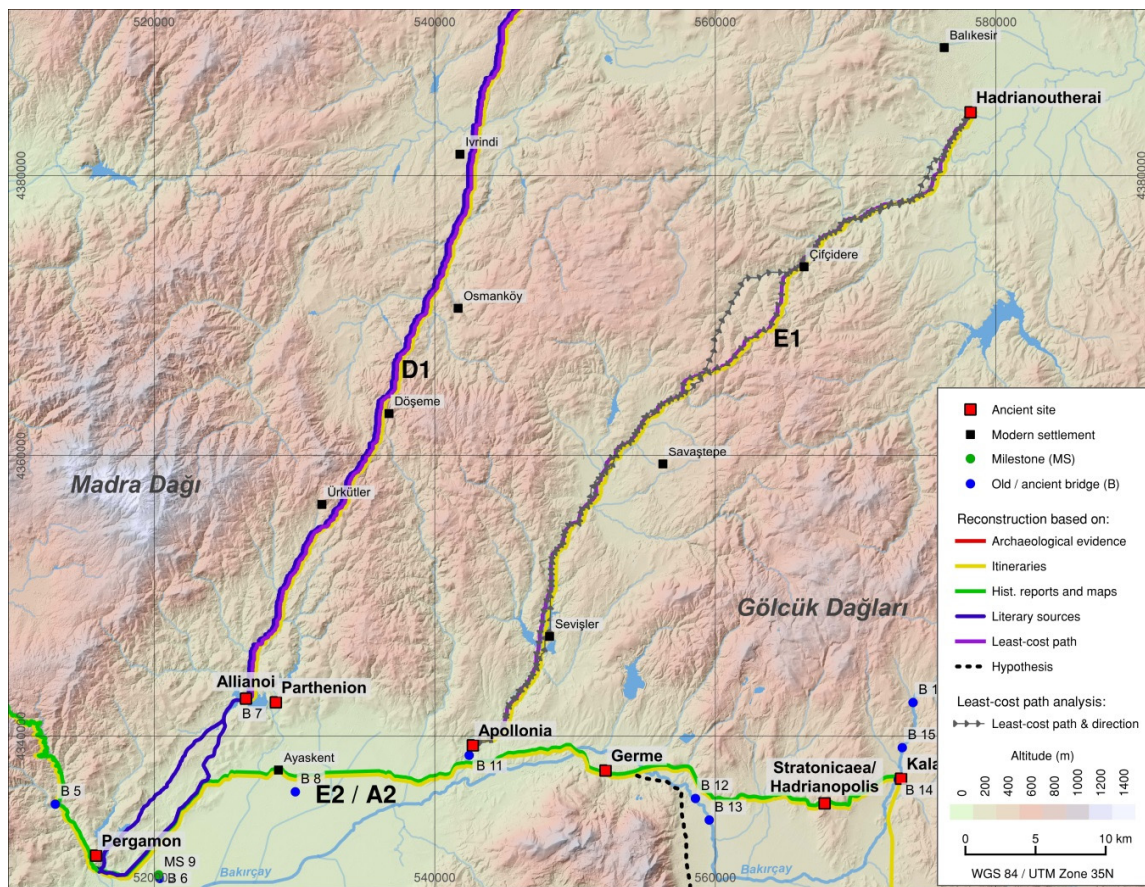 520000
540000
560000
580000
Balıkesir
Hadrianoutherai
Ivrindi
4380000
4380000
Çifçidere
Osmanköy
E1
D1
Döşeme
Ancient site
Modern settlement
Milestone (MS)
Old / ancient bridge (B)
Reconstruction based on:
Archaeological evidence
Itineraries
Hist. reports and maps
Literary sources
Least-cost path
Hypothesis
Least-cost path analysis:
Least-cost path & direction
Altitude (m)
0
200
400
600
800
1000
1200
1400
0
5
10 km
WGS 84 / UTM Zone 35N
4360000
Savaştepe
Madra Dağı
Ürkütler
Gölcük Dağları
Sevişler
Allianoi
Parthenion
B 7
B 1
4340000
Apollonia
B 15
Ayaskent
B 11
Germe
Stratonicaea/
Hadrianopolis
Kala
B 8
B 12
B 14
B 5
E2 / A2
B 13
Pergamon
MS 9
B 6
520000
Bakırçay
540000
560000
Bakırçay